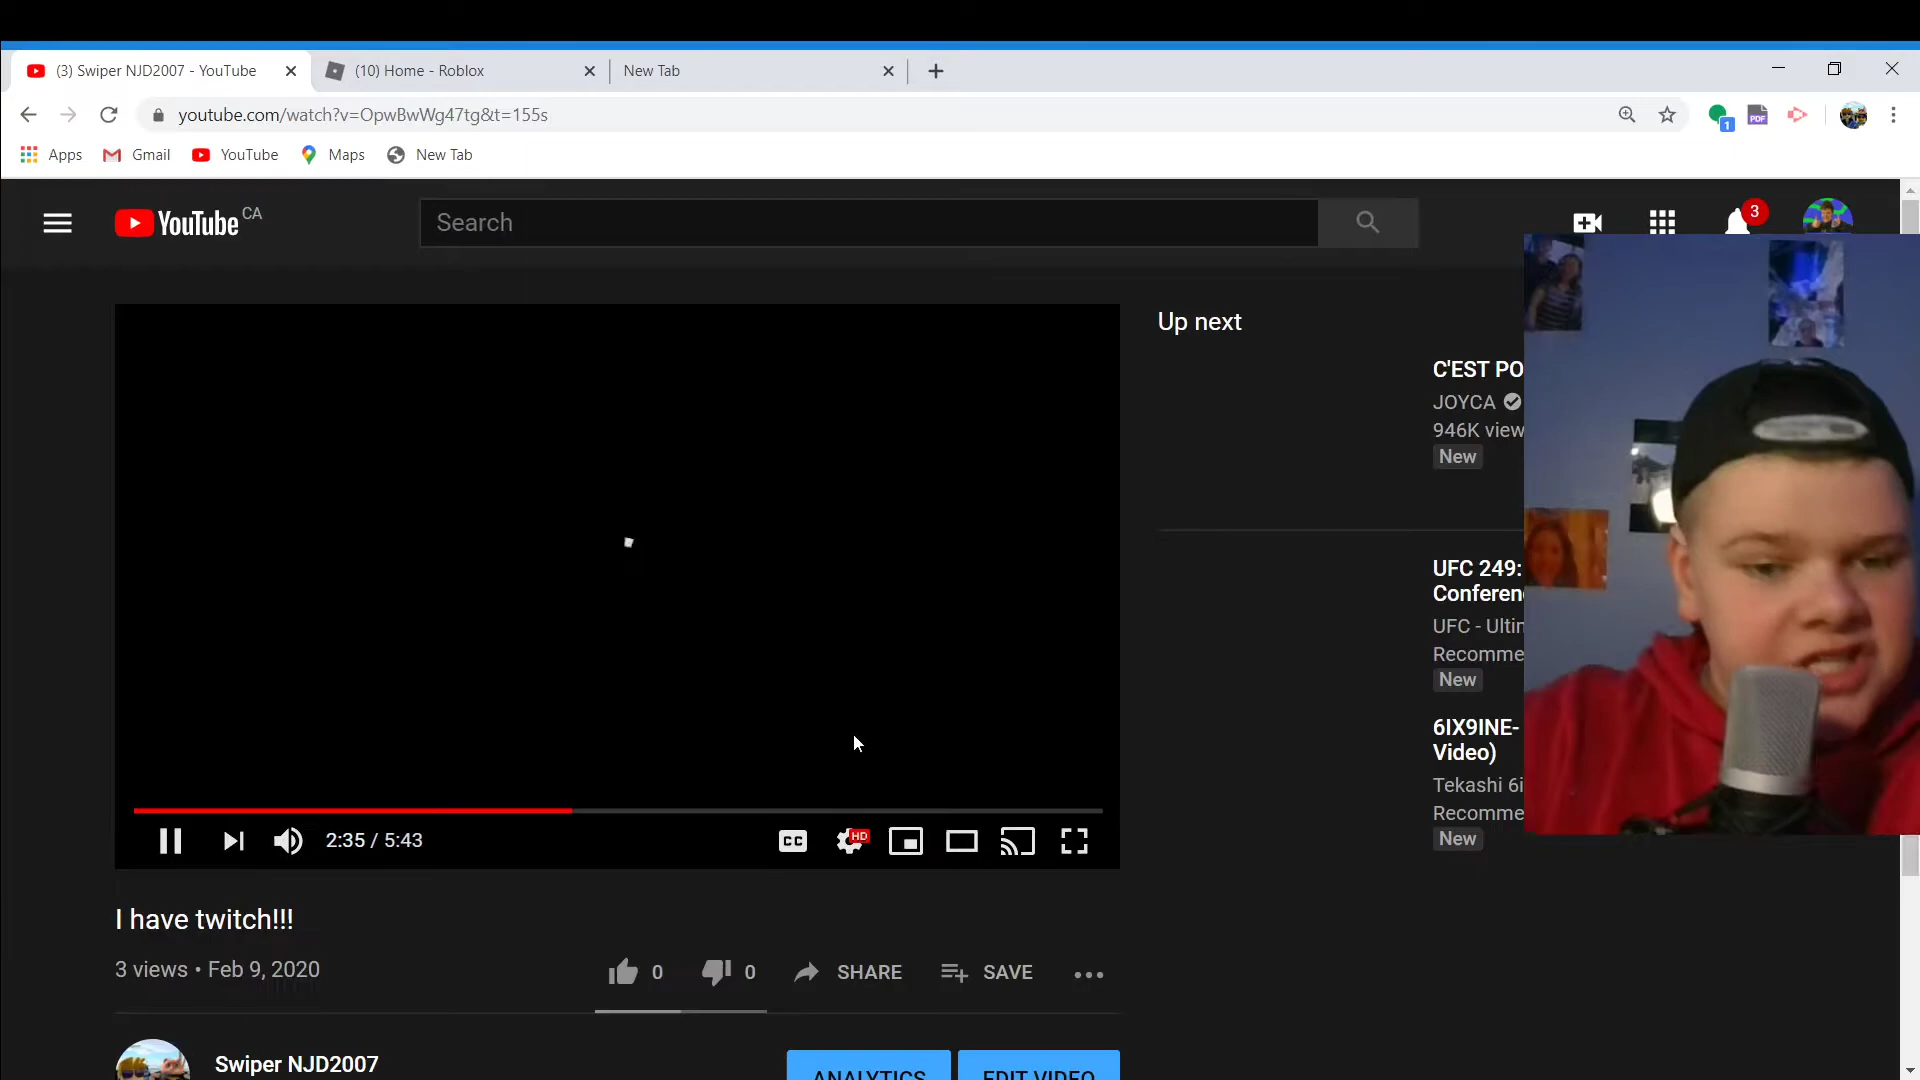 (3) Swiper NJD2007 - YouTube
(10) Home - Roblox
New Tab
youtube.com/watch?v=OpwBwWg47tg&t=155s
PDF
1
Apps
Gmail
YouTube
Maps
New Tab
YouTube CA
Search
3
Up next
C'EST PO
JOYCA
946K view
New
UFC 249:
Conferen
UFC - Ultin
Recomme
New
6IX9INE-
Video)
Tekashi 6i
Recomme
New
2:35 / 5:43
CC
HD
I have twitch!!!
3 views • Feb 9, 2020
0
0
SHARE
SAVE
Swiper NJD2007
ANALYTICS
EDIT VIDEO